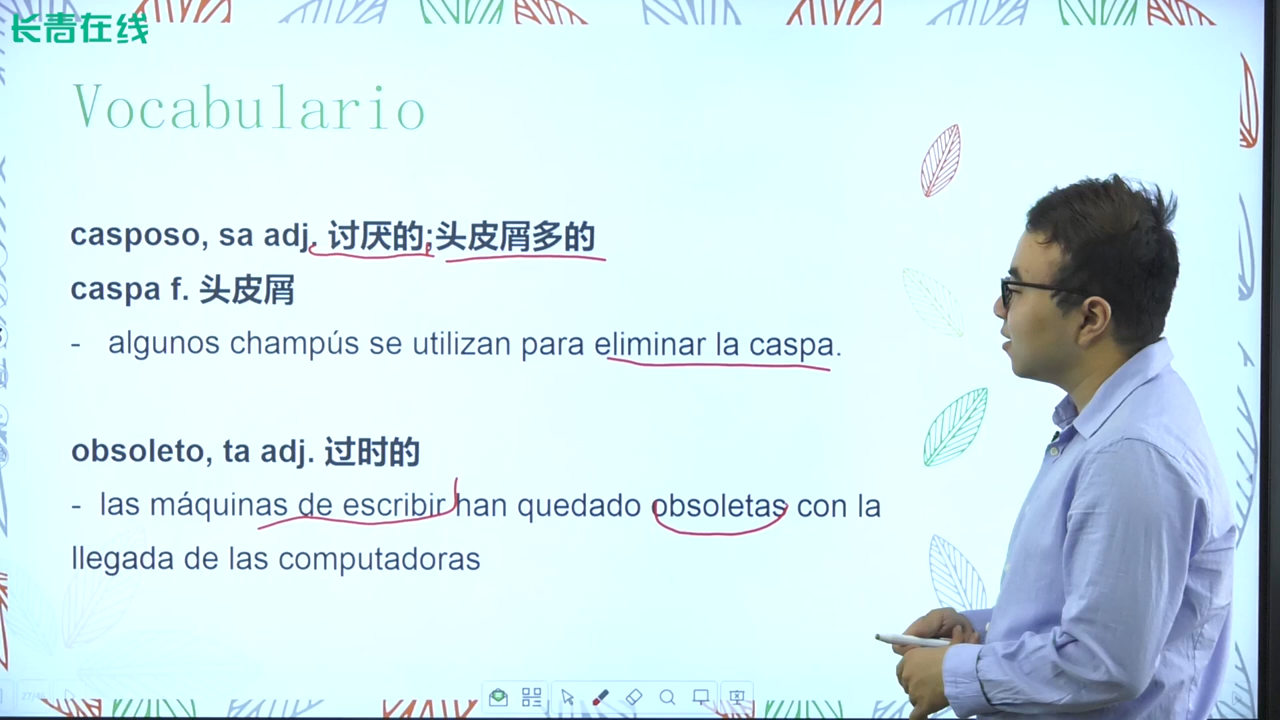 长青在线
Vocabulario
casposo, sa adj. 讨厌的;头皮屑多的
caspa f. 头皮屑
- algunos champús se utilizan para eliminar la caspa.
obsoleto, ta adj. 过时的
- las máquinas de escribir han quedado obsoletas con la
llegada de las computadoras